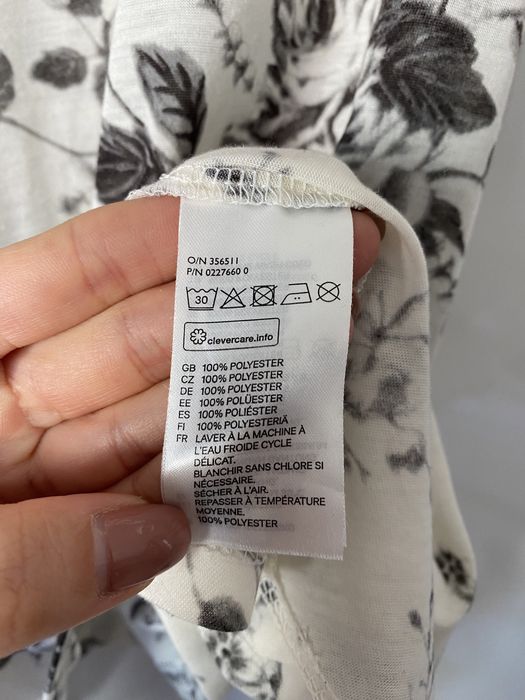 O/N 356511
P/N 0227660 0
30
clevercare.info
GB 100% POLYESTER
CZ 100% POLYESTER
DE 100% POLYESTER
EE 100% POLÜESTER
ES 100% POLIÉSTER
FI 100% POLYESTERIÄ
FR LAVER À LA MACHINE À
L'EAU FROIDE CYCLE
DÉLICAT.
BLANCHIR SANS CHLORE SI
NÉCESSAIRE.
SÉCHER À L'AIR.
REPASSER À TEMPÉRATURE
MOYENNE.
100% POLYESTER